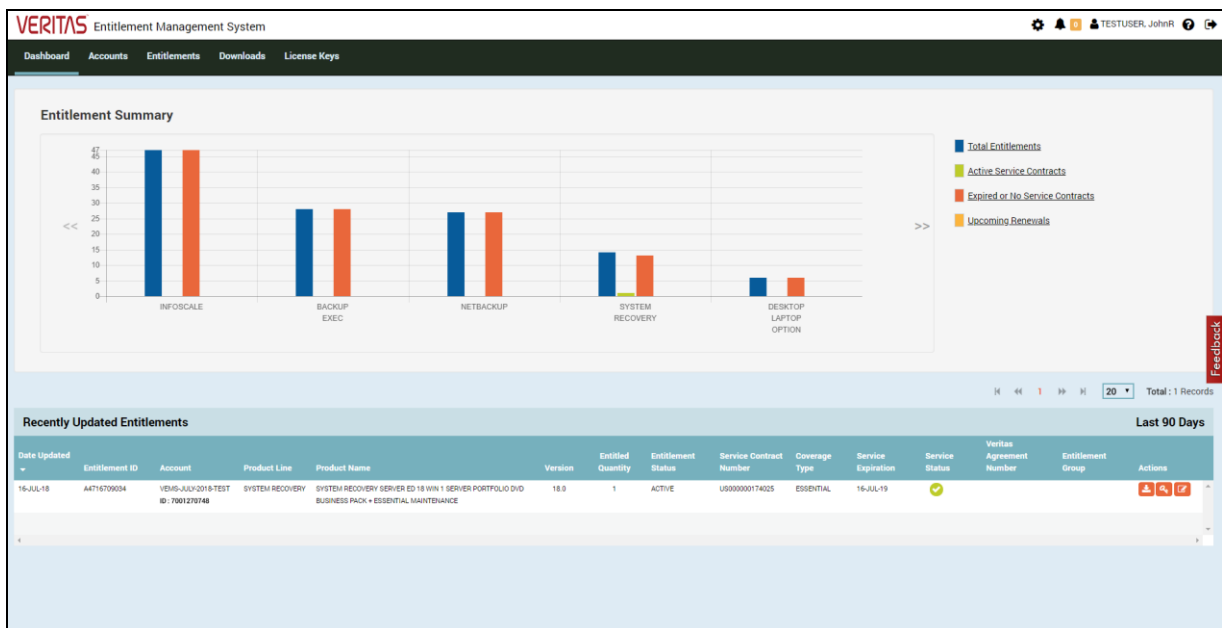 VERITAS Entitlement Management System
0 TESTUSER, JohnR
Dashboard Accounts Entitlements Downloads License Keys
Entitlement Summary
47
45
40
35
30
25
20
15
10
5
0
<<
>>
INFOSCALE
BACKUP
EXEC
NETBACKUP
SYSTEM
RECOVERY
DESKTOP
LAPTOP
OPTION
Total Entitlements
Active Service Contracts
Expired or No Service Contracts
Upcoming Renewals
Feedback
1 20 Total : 1 Records
Recently Updated Entitlements Last 90 Days
Date Updated
Entitlement ID
Account
Product Line
Product Name
Version
Entitled
Quantity
Entitlement
Status
Service Contract
Number
Coverage
Type
Service
Expiration
Service
Status
Veritas
Agreement
Number
Entitlement
Group
Actions
16-JUL-18
A4716709034
VEMS-JULY-2018-TEST
ID : 7001270748
SYSTEM RECOVERY
SYSTEM RECOVERY SERVER ED 18 WIN 1 SERVER PORTFOLIO DVD
BUSINESS PACK + ESSENTIAL MAINTENANCE
18.0
1
ACTIVE
US000000174025
ESSENTIAL
16-JUL-19